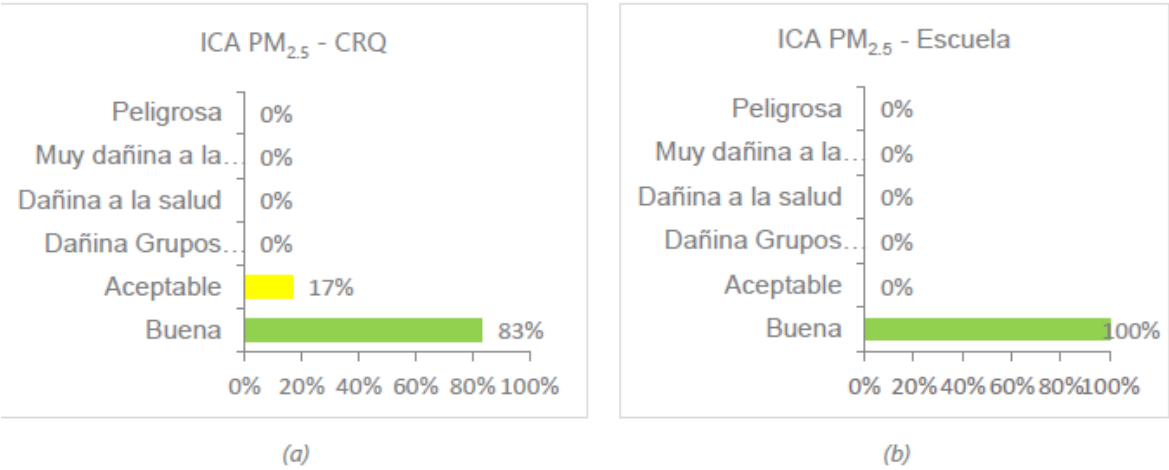 ICA PM2.5 - CRQ
Peligrosa 0%
Muy dañina a la... 0%
Dañina a la salud 0%
Dañina Grupos... 0%
Aceptable 17%
Buena 83%
0% 20% 40% 60% 80% 100%
(a)
ICA PM2.5 - Escuela
Peligrosa 0%
Muy dañina a la... 0%
Dañina a la salud 0%
Dañina Grupos... 0%
Aceptable 0%
Buena 100%
0% 20% 40% 60% 80% 100%
(b)